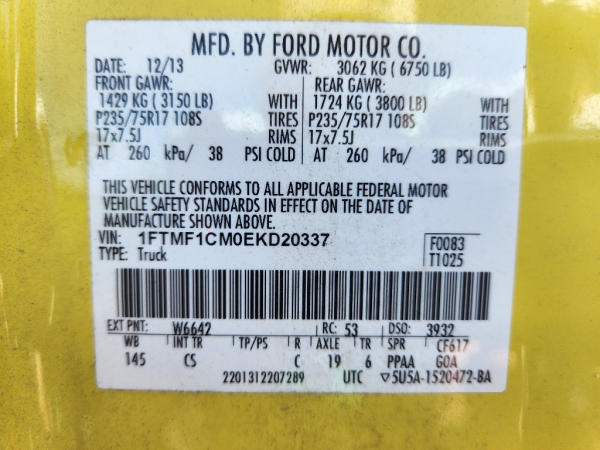 MFD. BY FORD MOTOR CO.
DATE: 12/13 GVWR: 3062 KG ( 6750 LB)
FRONT GAWR: REAR GAWR:
1429 KG ( 3150 LB) WITH 1724 KG ( 3800 LB) WITH
P235/75R17 108S TIRES P235/75R17 108S TIRES
17x7.5J RIMS 17x7.5J RIMS
AT 260 kPa/ 38 PSI COLD AT 260 kPa/ 38 PSI COLD
THIS VEHICLE CONFORMS TO ALL APPLICABLE FEDERAL MOTOR
VEHICLE SAFETY STANDARDS IN EFFECT ON THE DATE OF
MANUFACTURE SHOWN ABOVE.
VIN: 1FTMF1CM0EKD20337 F0083
TYPE: Truck T1025
EXT PNT: W6642 RC: 53 DSO: 3932
WB INT TR TP/PS R AXLE TR SPR CF617
145 CS C 19 6 PPAA GOA
2201312207289 UTC ▽5U5A-1520472-BA